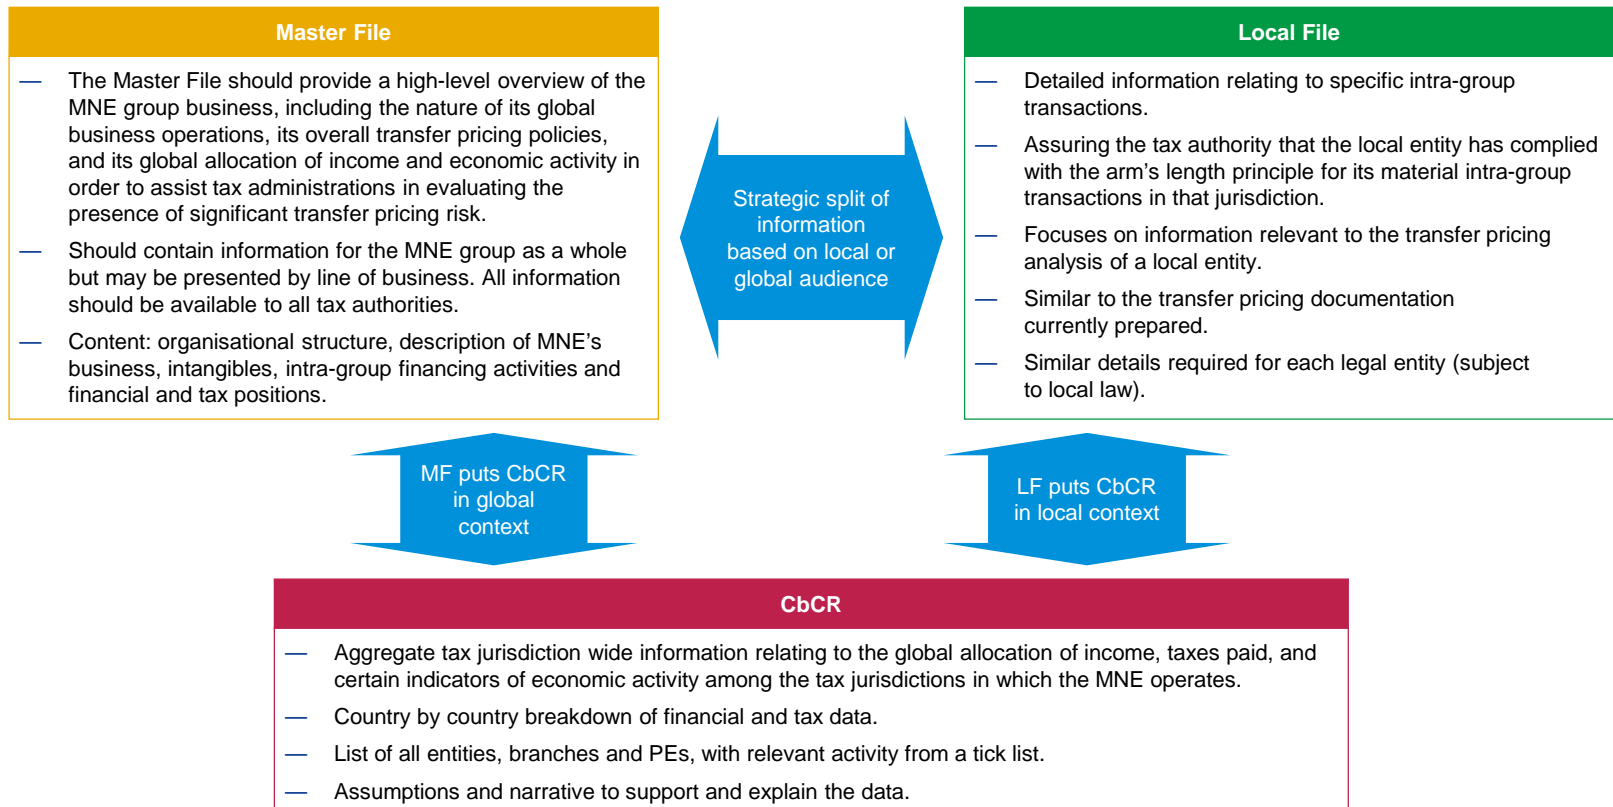 Master File
— The Master File should provide a high-level overview of the
MNE group business, including the nature of its global
business operations, its overall transfer pricing policies,
and its global allocation of income and economic activity in
order to assist tax administrations in evaluating the
presence of significant transfer pricing risk.
— Should contain information for the MNE group as a whole
but may be presented by line of business. All information
should be available to all tax authorities.
— Content: organisational structure, description of MNE's
business, intangibles, intra-group financing activities and
financial and tax positions.
Strategic split of
information
based on local or
global audience
Local File
— Detailed information relating to specific intra-group
transactions.
— Assuring the tax authority that the local entity has complied
with the arm's length principle for its material intra-group
transactions in that jurisdiction.
— Focuses on information relevant to the transfer pricing
analysis of a local entity.
— Similar to the transfer pricing documentation
currently prepared.
— Similar details required for each legal entity (subject
to local law).
MF puts CbCR
in global
context
LF puts CbCR
in local context
CbCR
— Aggregate tax jurisdiction wide information relating to the global allocation of income, taxes paid, and
certain indicators of economic activity among the tax jurisdictions in which the MNE operates.
— Country by country breakdown of financial and tax data.
— List of all entities, branches and PEs, with relevant activity from a tick list.
— Assumptions and narrative to support and explain the data.